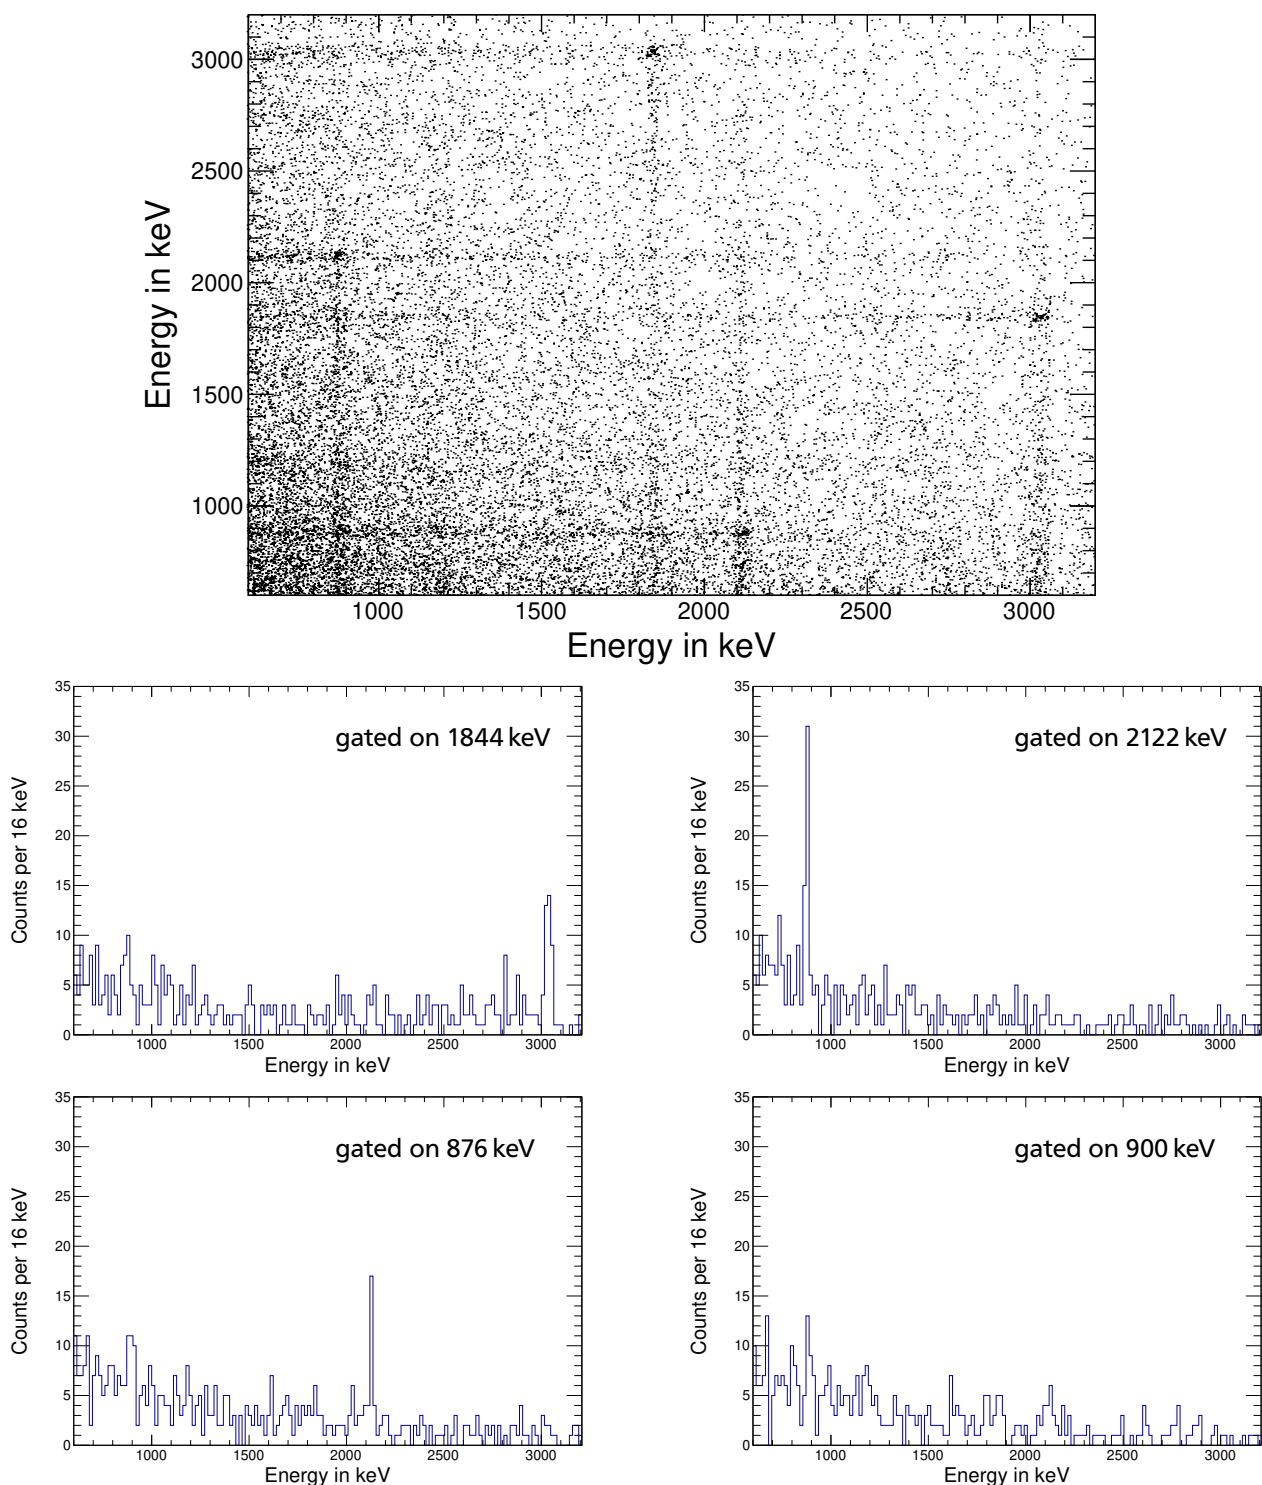 3000
2500
2000
1500
1000
Energy in keV
1000 1500 2000 2500 3000
Energy in keV
35
30
25
20
15
10
5
0
Counts per 16 keV
gated on 1844 keV
1000 1500 2000 2500 3000
Energy in keV
35
30
25
20
15
10
5
0
Counts per 16 keV
gated on 2122 keV
1000 1500 2000 2500 3000
Energy in keV
35
30
25
20
15
10
5
0
Counts per 16 keV
gated on 876 keV
1000 1500 2000 2500 3000
Energy in keV
35
30
25
20
15
10
5
0
Counts per 16 keV
gated on 900 keV
1000 1500 2000 2500 3000
Energy in keV